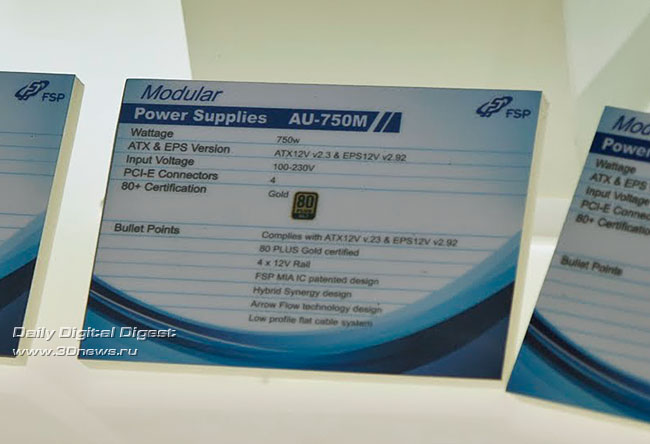 FSP
Modular
FSP
Power Supplies AU-750M
Wattage 750w
ATX & EPS Version ATX12V v2.3 & EPS12V v2.92
Input Voltage 100-230V
PCI-E Connectors 4
80+ Certification Gold
80
PLUS
Bullet Points Complies with ATX12V v.23 & EPS12V v2.92
80 PLUS Gold certified
4 x 12V Rail
FSP MIA IC patented design
Hybrid Synergy design
Arrow Flow technology design
Low profile flat cable system
Modu
Power
Wattage
ATX & EPS
Input Voltage
PCI-E Connec
80+ Certification
Bullet Points
Daily Digital Digest
www.3Dnews.ru